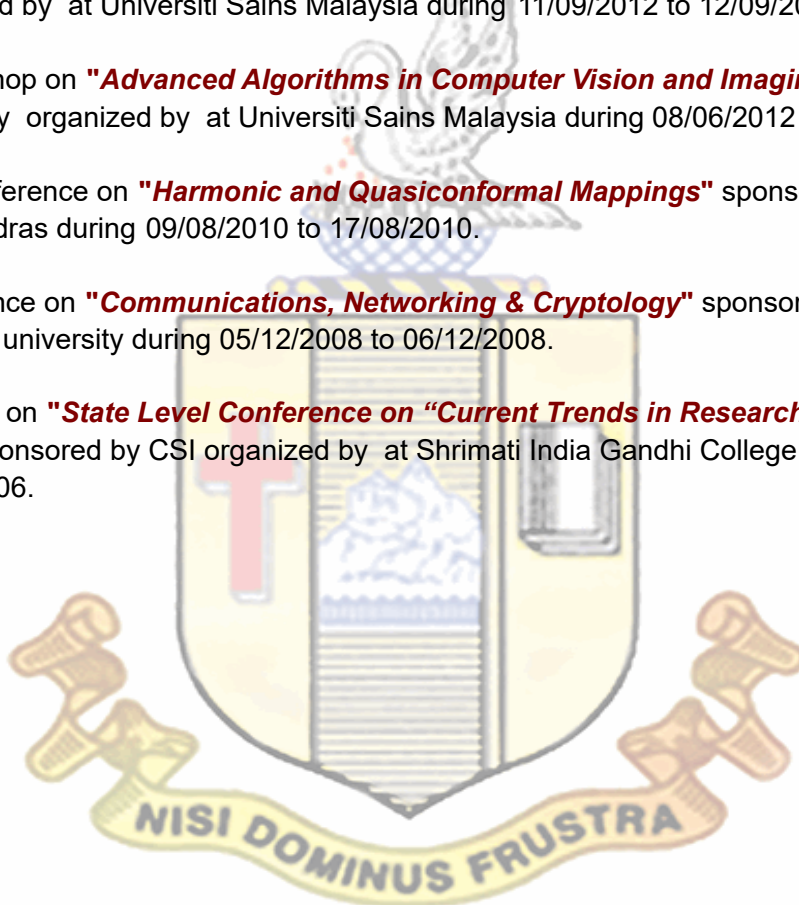 d by at Universiti Sains Malaysia during 11/09/2012 to 12/09/20
hop on "Advanced Algorithms in Computer Vision and Imagin
y organized by at Universiti Sains Malaysia during 08/06/2012
ference on "Harmonic and Quasiconformal Mappings" spons
dras during 09/08/2010 to 17/08/2010.
nce on "Communications, Networking & Cryptology" sponsor
university during 05/12/2008 to 06/12/2008.
on "State Level Conference on “Current Trends in Research
onsored by CSI organized by at Shrimati India Gandhi College
06.
NISI DOMINUS FRUSTRA